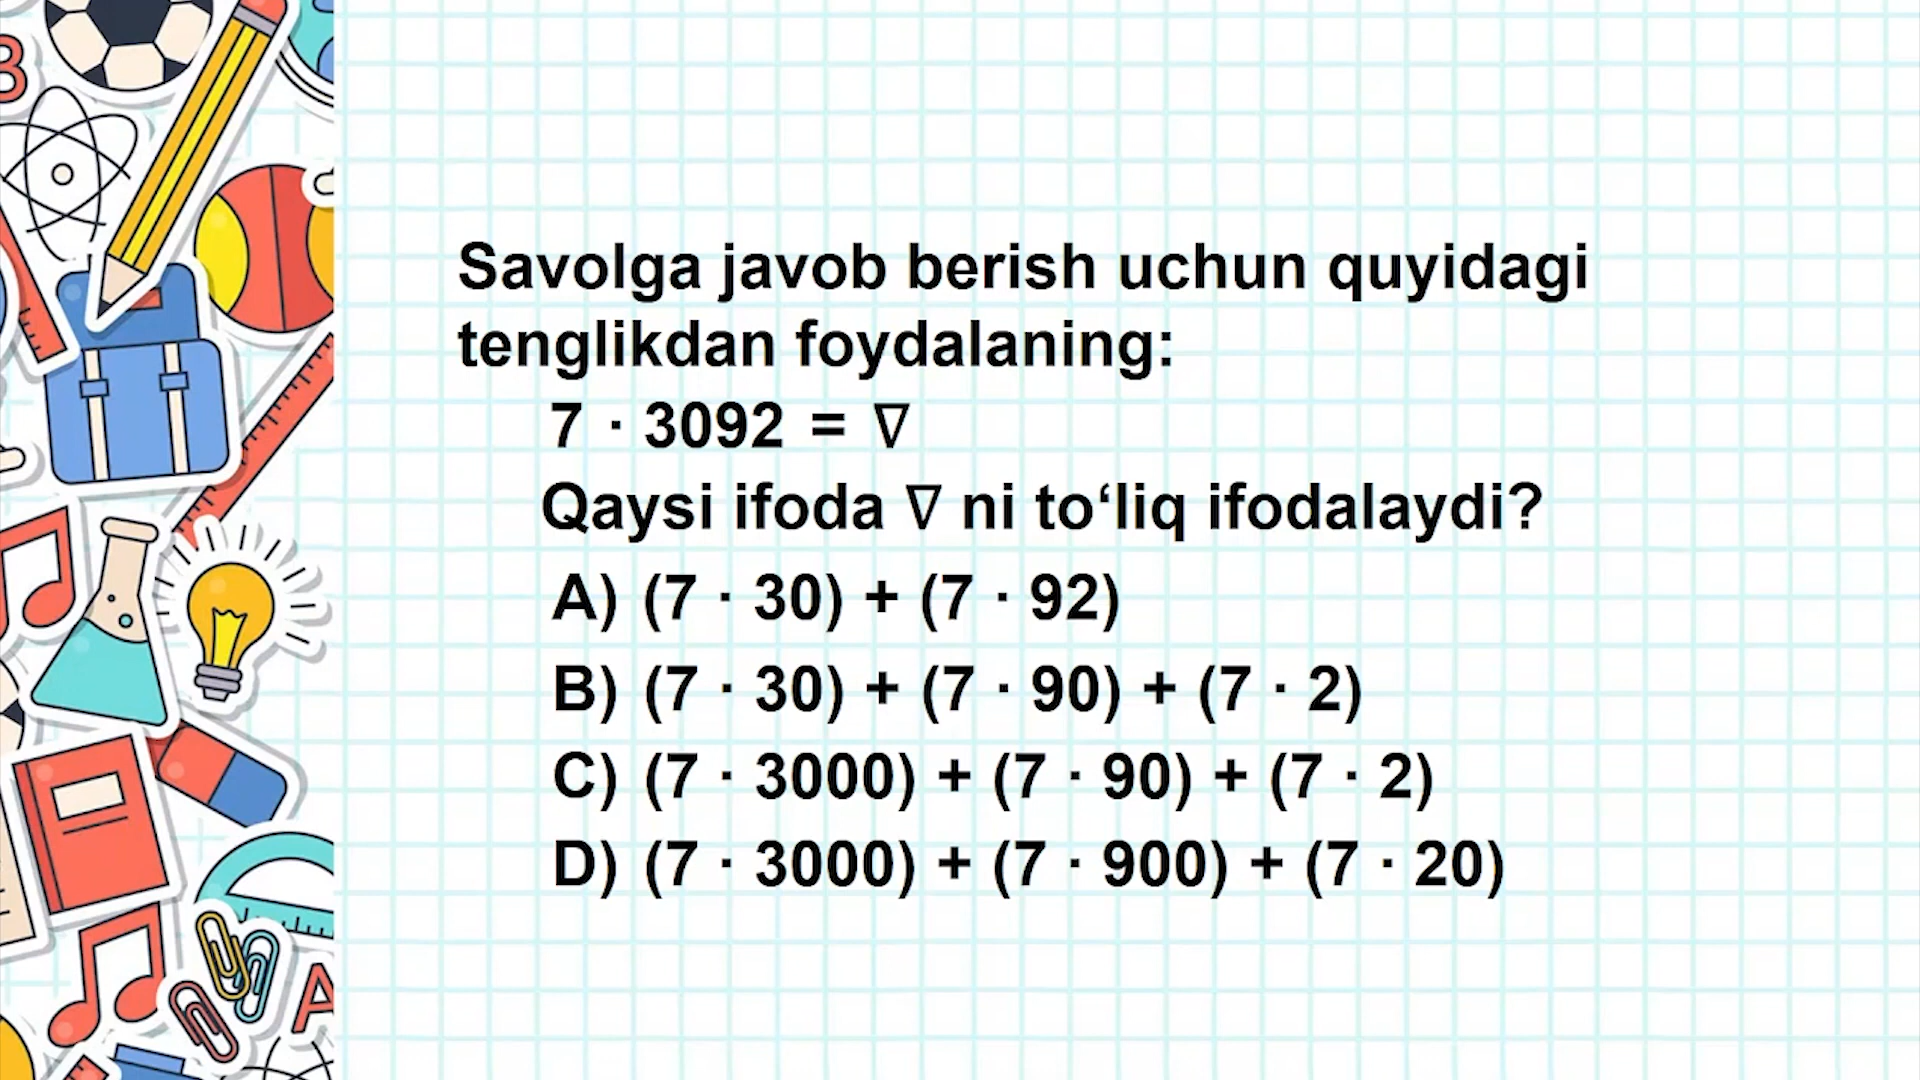 Savolga javob berish uchun quyidagi
tenglikdan foydalaning:
7 · 3092 = ∇
Qaysi ifoda ∇ ni to‘liq ifodalaydi?
A) (7 · 30) + (7 · 92)
B) (7 · 30) + (7 · 90) + (7 · 2)
C) (7 · 3000) + (7 · 90) + (7 · 2)
D) (7 · 3000) + (7 · 900) + (7 · 20)
B
A